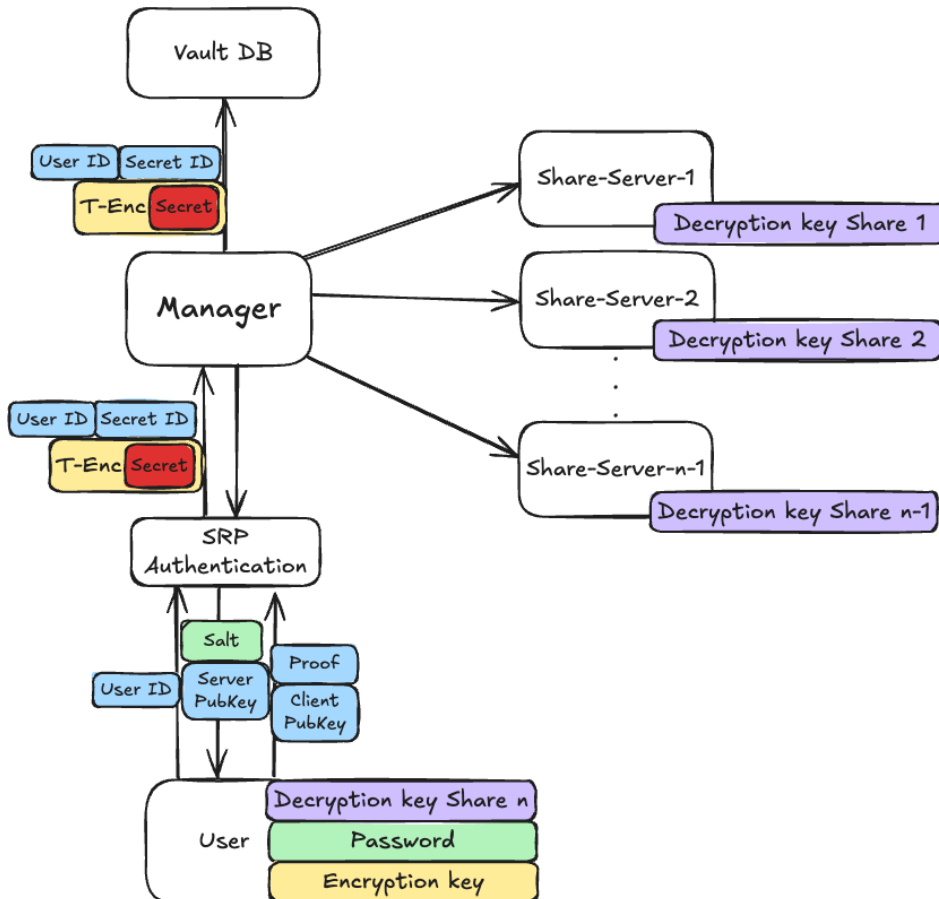 Vault DB
User ID
Secret ID
T-Enc
Secret
Share-Server-1
Decryption key Share 1
Manager
Share-Server-2
Decryption key Share 2
User ID
Secret ID
T-Enc
Secret
Share-Server-n-1
Decryption key Share n-1
SRP
Authentication
Salt
User ID
Server
PubKey
Proof
Client
PubKey
User
Decryption key Share n
Password
Encryption key